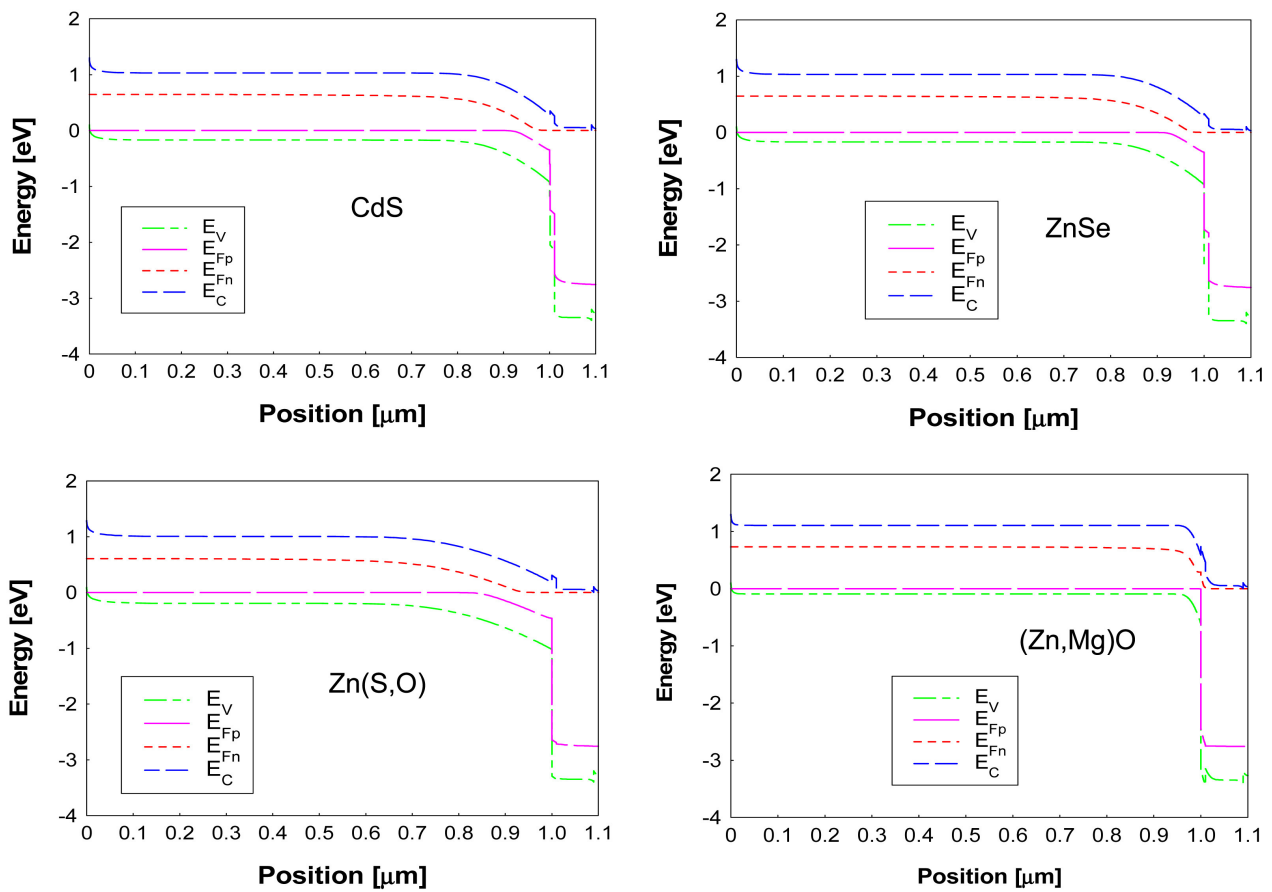 2
1
0
-1
-2
-3
-4
Energy [eV]
CdS
E_V
E_Fp
E_Fn
E_C
0 0.1 0.2 0.3 0.4 0.5 0.6 0.7 0.8 0.9 1.0 1.1
Position [μm]
2
1
0
-1
-2
-3
-4
Energy [eV]
ZnSe
E_V
E_Fp
E_Fn
E_C
0 0.1 0.2 0.3 0.4 0.5 0.6 0.7 0.8 0.9 1.0 1.1
Position [μm]
2
1
0
-1
-2
-3
-4
Energy [eV]
Zn(S,O)
E_V
E_Fp
E_Fn
E_C
0 0.1 0.2 0.3 0.4 0.5 0.6 0.7 0.8 0.9 1.0 1.1
Position [μm]
2
1
0
-1
-2
-3
-4
Energy [eV]
(Zn,Mg)O
E_V
E_Fp
E_Fn
E_C
0 0.1 0.2 0.3 0.4 0.5 0.6 0.7 0.8 0.9 1.0 1.1
Position [μm]